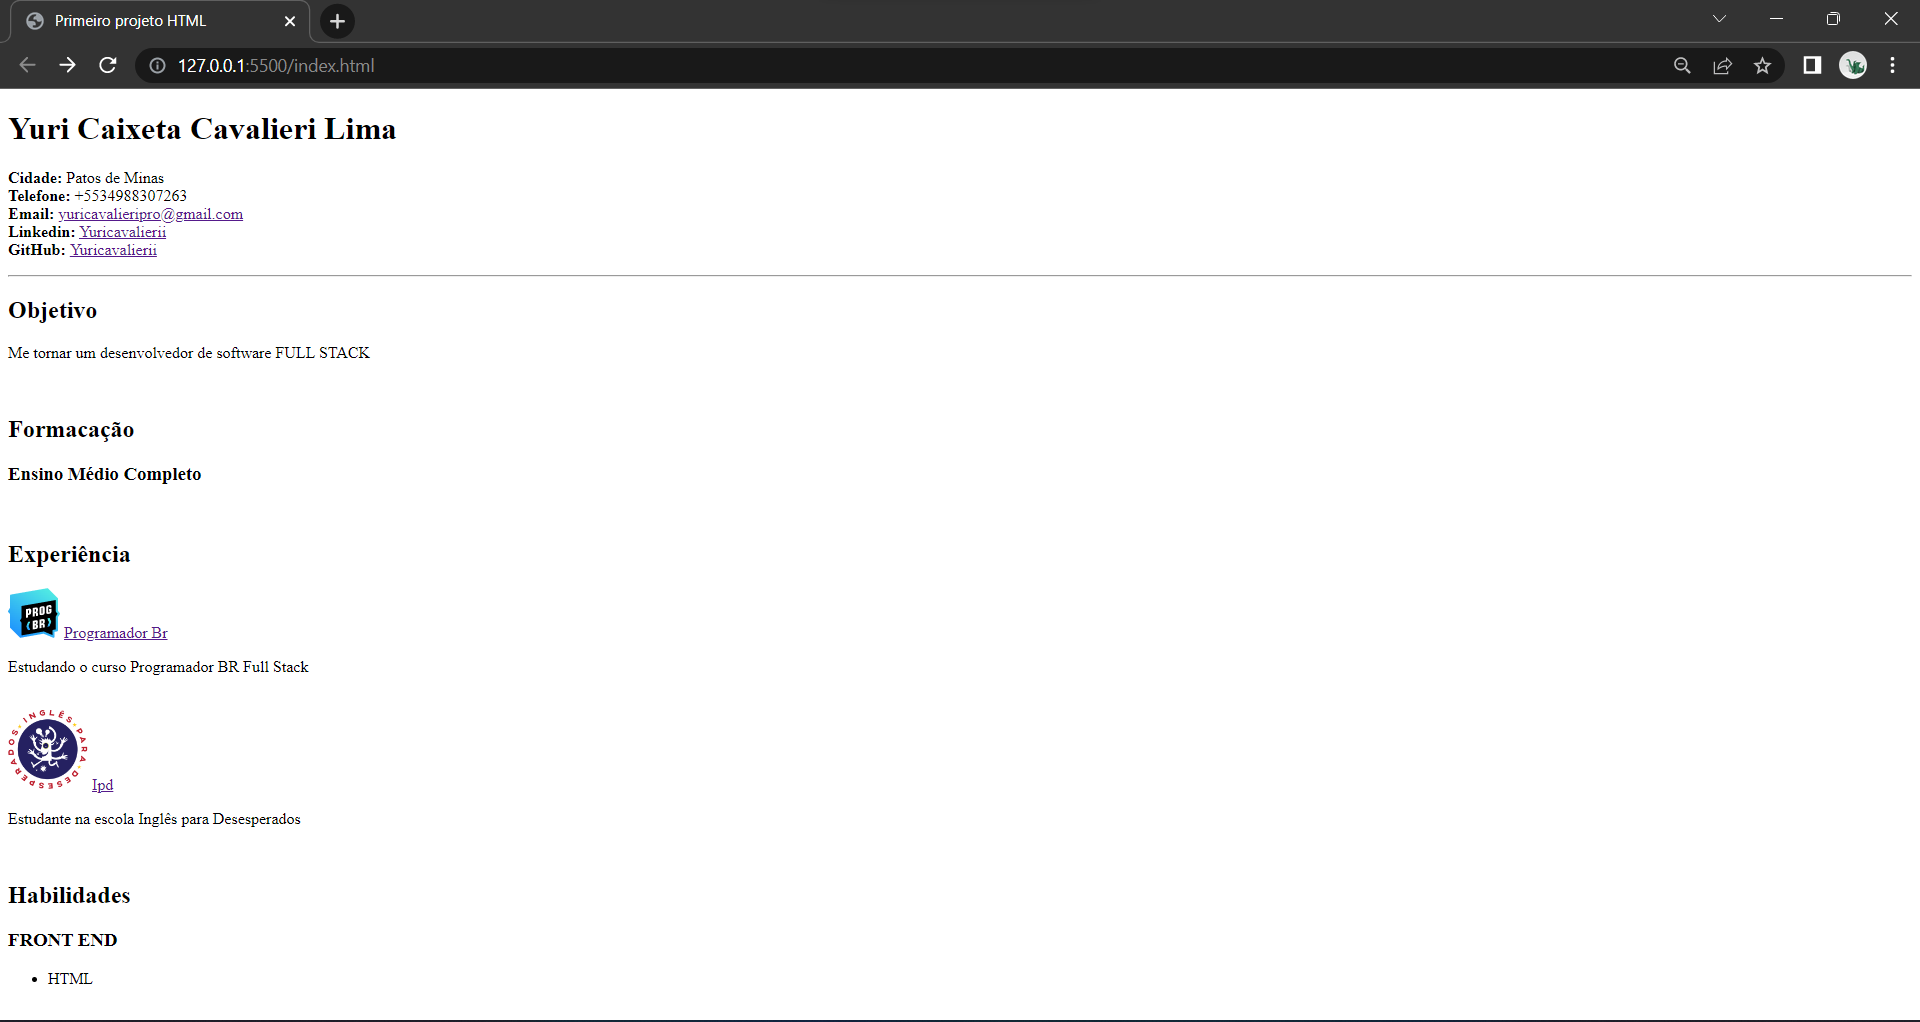 Primeiro projeto HTML
127.0.0.1:5500/index.html
Yuri Caixeta Cavalieri Lima
Cidade: Patos de Minas
Telefone: +5534988307263
Email: yuricavalieripro@gmail.com
Linkedin: Yuricavalierii
GitHub: Yuricavalierii
Objetivo
Me tornar um desenvolvedor de software FULL STACK
Formacação
Ensino Médio Completo
Experiência
PROG
{BR}
Programador Br
Estudando o curso Programador BR Full Stack
INGLÊS PARA DESESPERADOS
Ipd
Estudante na escola Inglês para Desesperados
Habilidades
FRONT END
• HTML